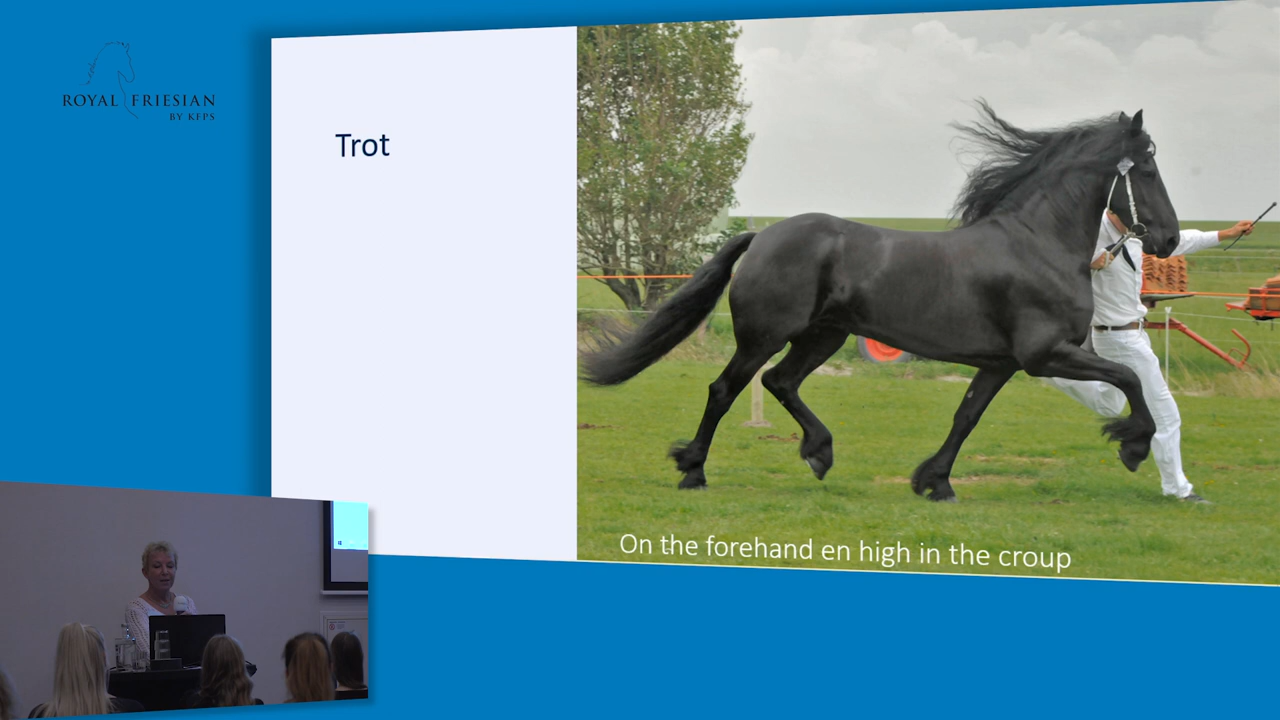 ROYAL FRIESIAN
BY KFPS
Trot
On the forehand en high in the croup